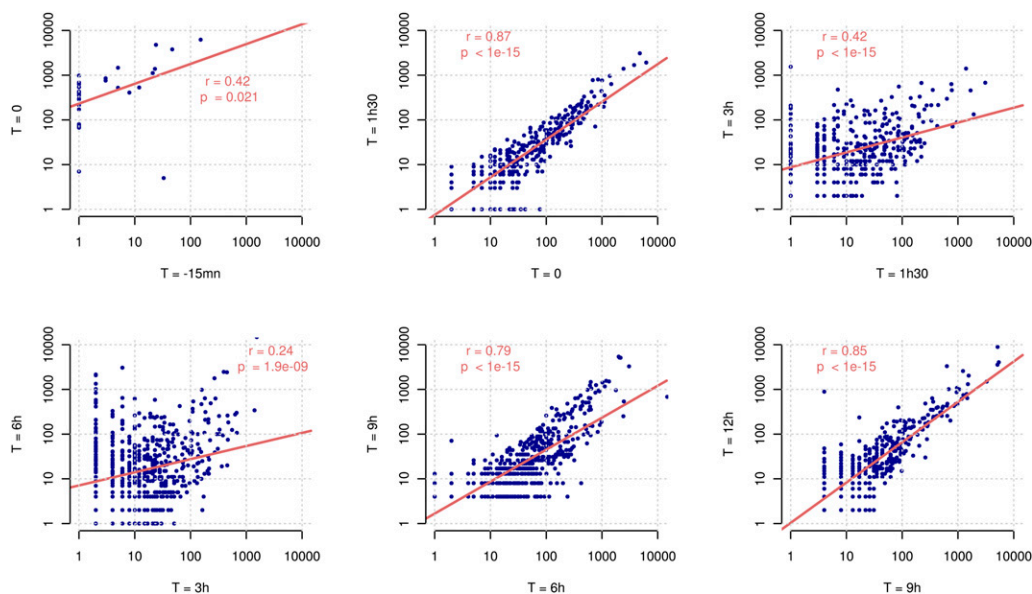 10000
1000
100
10
1
T = 0
r = 0.42
p = 0.021
1 10 100 1000 10000
T = -15mn
10000
1000
100
10
1
T = 1h30
r = 0.87
p < 1e-15
1 10 100 1000 10000
T = 0
10000
1000
100
10
1
T = 3h
r = 0.42
p < 1e-15
1 10 100 1000 10000
T = 1h30
10000
1000
100
10
1
T = 6h
r = 0.24
p = 1.9e-09
1 10 100 1000 10000
T = 3h
10000
1000
100
10
1
T = 9h
r = 0.79
p < 1e-15
1 10 100 1000 10000
T = 6h
10000
1000
100
10
1
T = 12h
r = 0.85
p < 1e-15
1 10 100 1000 10000
T = 9h